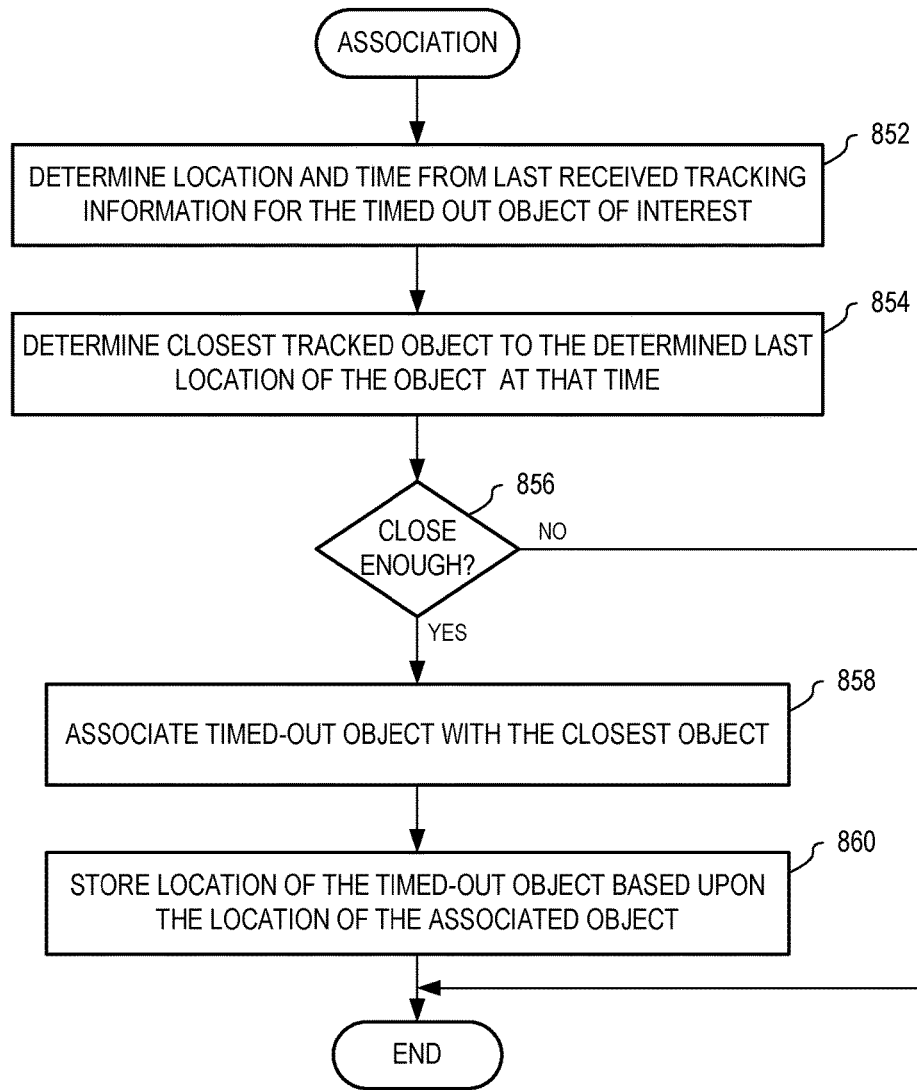 ASSOCIATION
852
DETERMINE LOCATION AND TIME FROM LAST RECEIVED TRACKING
INFORMATION FOR THE TIMED OUT OBJECT OF INTEREST
854
DETERMINE CLOSEST TRACKED OBJECT TO THE DETERMINED LAST
LOCATION OF THE OBJECT AT THAT TIME
856
CLOSE
ENOUGH?
NO
YES
858
ASSOCIATE TIMED-OUT OBJECT WITH THE CLOSEST OBJECT
860
STORE LOCATION OF THE TIMED-OUT OBJECT BASED UPON
THE LOCATION OF THE ASSOCIATED OBJECT
END